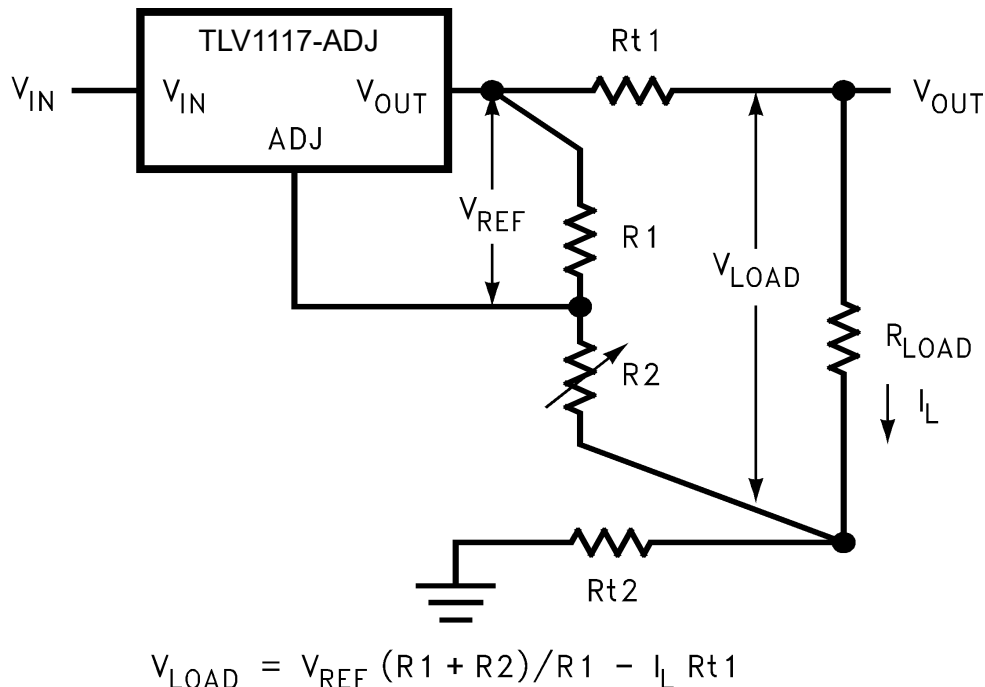 TLV1117-ADJ
Rt1
V_IN
V_IN
V_OUT
V_OUT
ADJ
V_REF
R1
V_LOAD
R_LOAD
R2
I_L
Rt2
V_LOAD = V_REF (R1 + R2)/R1 - I_L Rt1